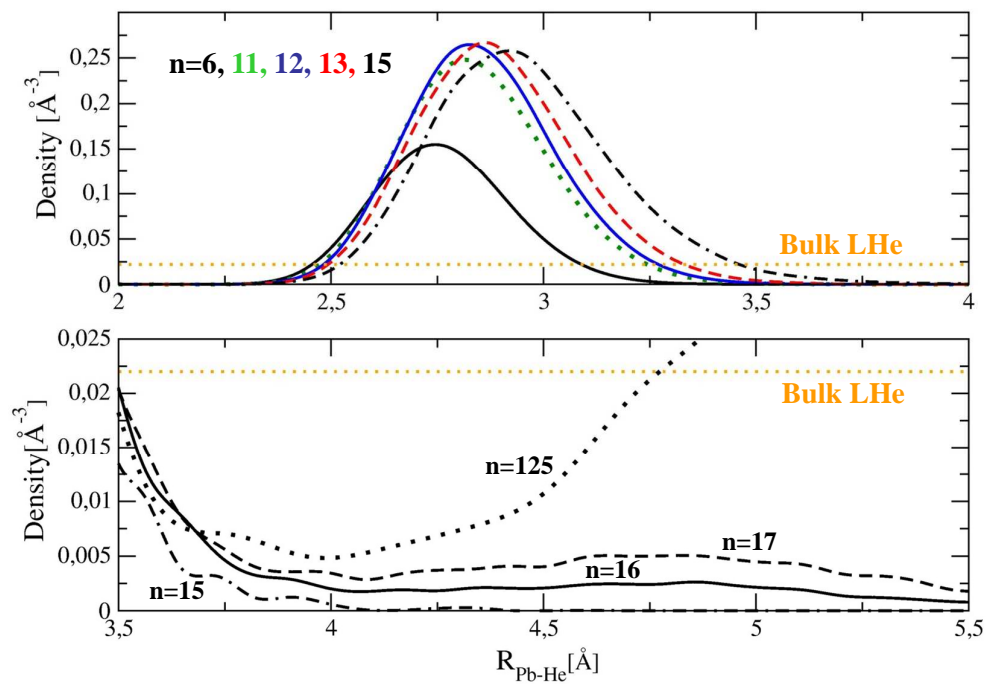 n=6, 11, 12, 13, 15
Density [Å⁻³]
0,25
0,2
0,15
0,1
0,05
0
Bulk LHe
2
2,5
3
3,5
4
0,025
0,02
0,015
0,01
0,005
0
Density[Å⁻³]
Bulk LHe
n=125
n=17
n=16
n=15
3,5
4
4,5
5
5,5
R_Pb-He[Å]